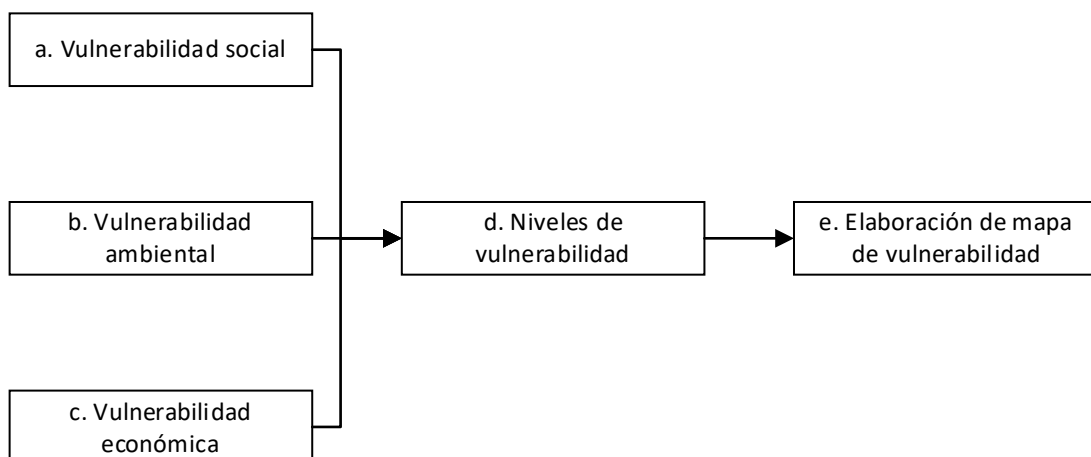 a. Vulnerabilidad social
b. Vulnerabilidad
ambiental
d. Niveles de
vulnerabilidad
e. Elaboración de mapa
de vulnerabilidad
c. Vulnerabilidad
económica